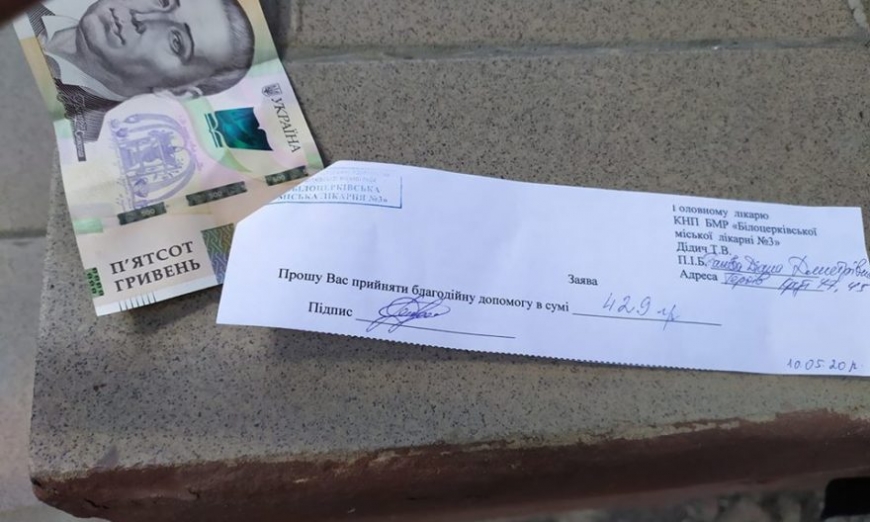 УКРАЇНА
П'ЯТСОТ
ГРИВЕНЬ
БІЛОЦЕРКІВСЬКА
МІСЬКА ЛІКАРНЯ №3»
Головному лікарю
КНП БМР «Білоцерківської
міської лікарні №3»
Дідич Т.В.
П.І.Б.
Адреса
Заява
Прошу Вас прийняти благодійну допомогу в сумі 429 гр
Підпис
10.05.20 р.